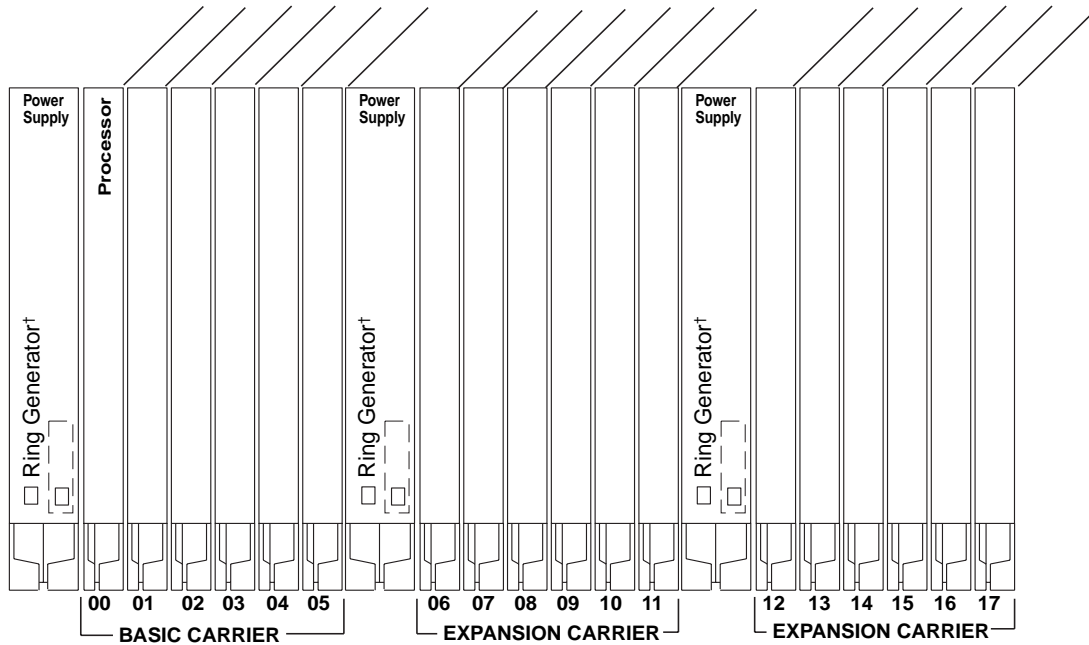 Power
Supply
Processor
Power
Supply
Power
Supply
Ring Generator†
Ring Generator†
Ring Generator†
00 01 02 03 04 05 06 07 08 09 10 11 12 13 14 15 16 17
BASIC CARRIER EXPANSION CARRIER EXPANSION CARRIER